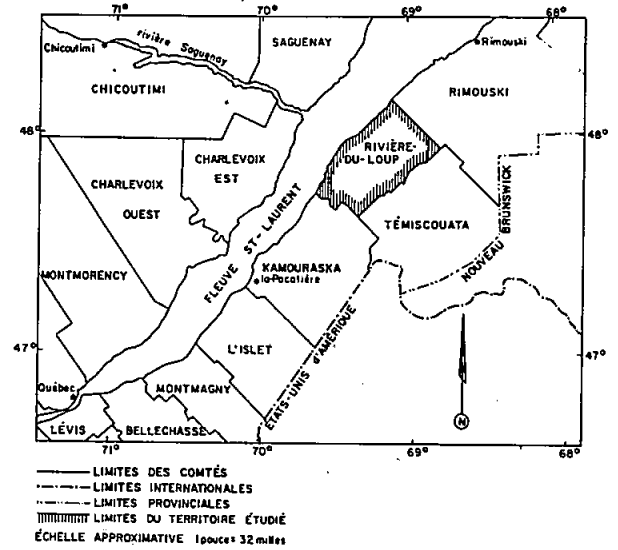 71°
70°
69°
68°
rivière Saguenay
Chicoutimi
SAGUENAY
Rimouski
CHICOUTIMI
RIMOUSKI
48°
48°
RIVIÈRE-
DU-LOUP
CHARLEVOIX
EST
CHARLEVOIX
OUEST
FLEUVE ST-LAURENT
TÉMISCOUATA
NOUVEAU BRUNSWICK
MONTMORENCY
KAMOURASKA
la-Pocatière
47°
L'ISLET
47°
ÉTATS-UNIS d'AMÉRIQUE
Québec
MONTMAGNY
LÉVIS
BELLECHASSE
N
71°
70°
69°
68°
LIMITES DES COMTÉS
LIMITES INTERNATIONALES
LIMITES PROVINCIALES
LIMITES DU TERRITOIRE ÉTUDIÉ
ÉCHELLE APPROXIMATIVE 1 pouce = 32 milles